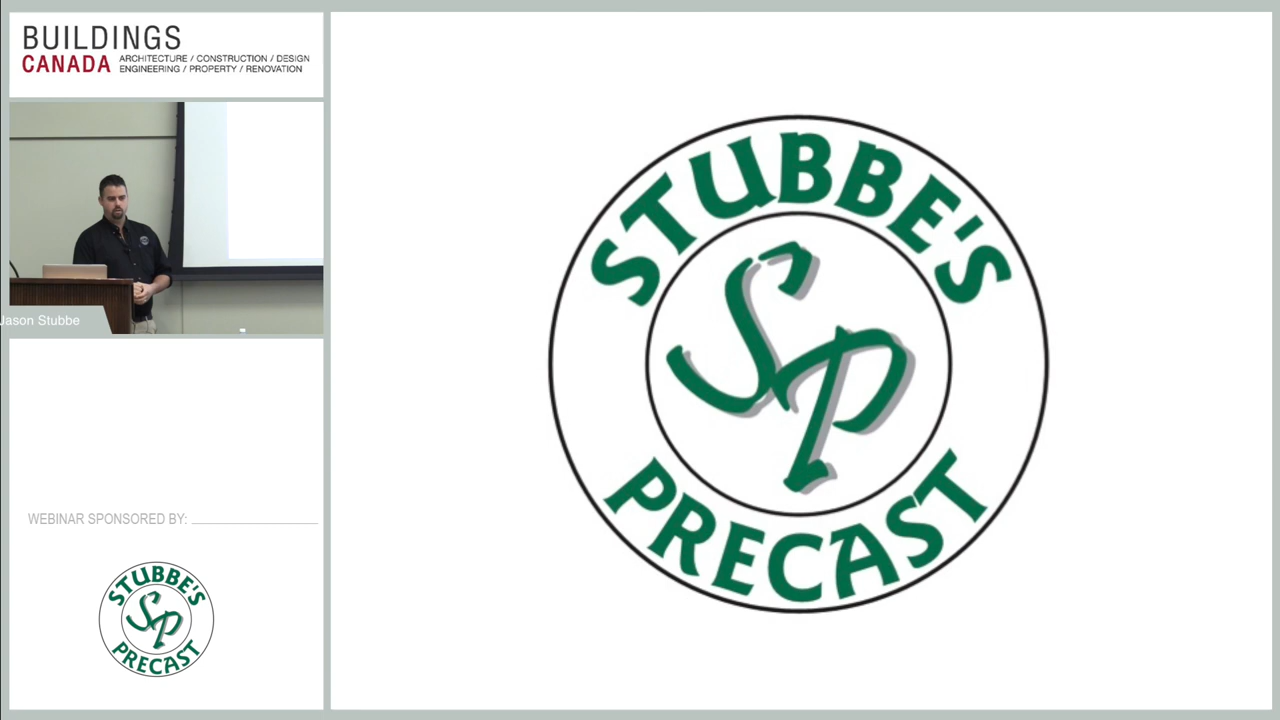 BUILDINGS
CANADA
ARCHITECTURE / CONSTRUCTION / DESIGN
ENGINEERING / PROPERTY / RENOVATION
Jason Stubbe
WEBINAR SPONSORED BY:
STUBBE'S
SP
PRECAST
STUBBE'S
SP
PRECAST